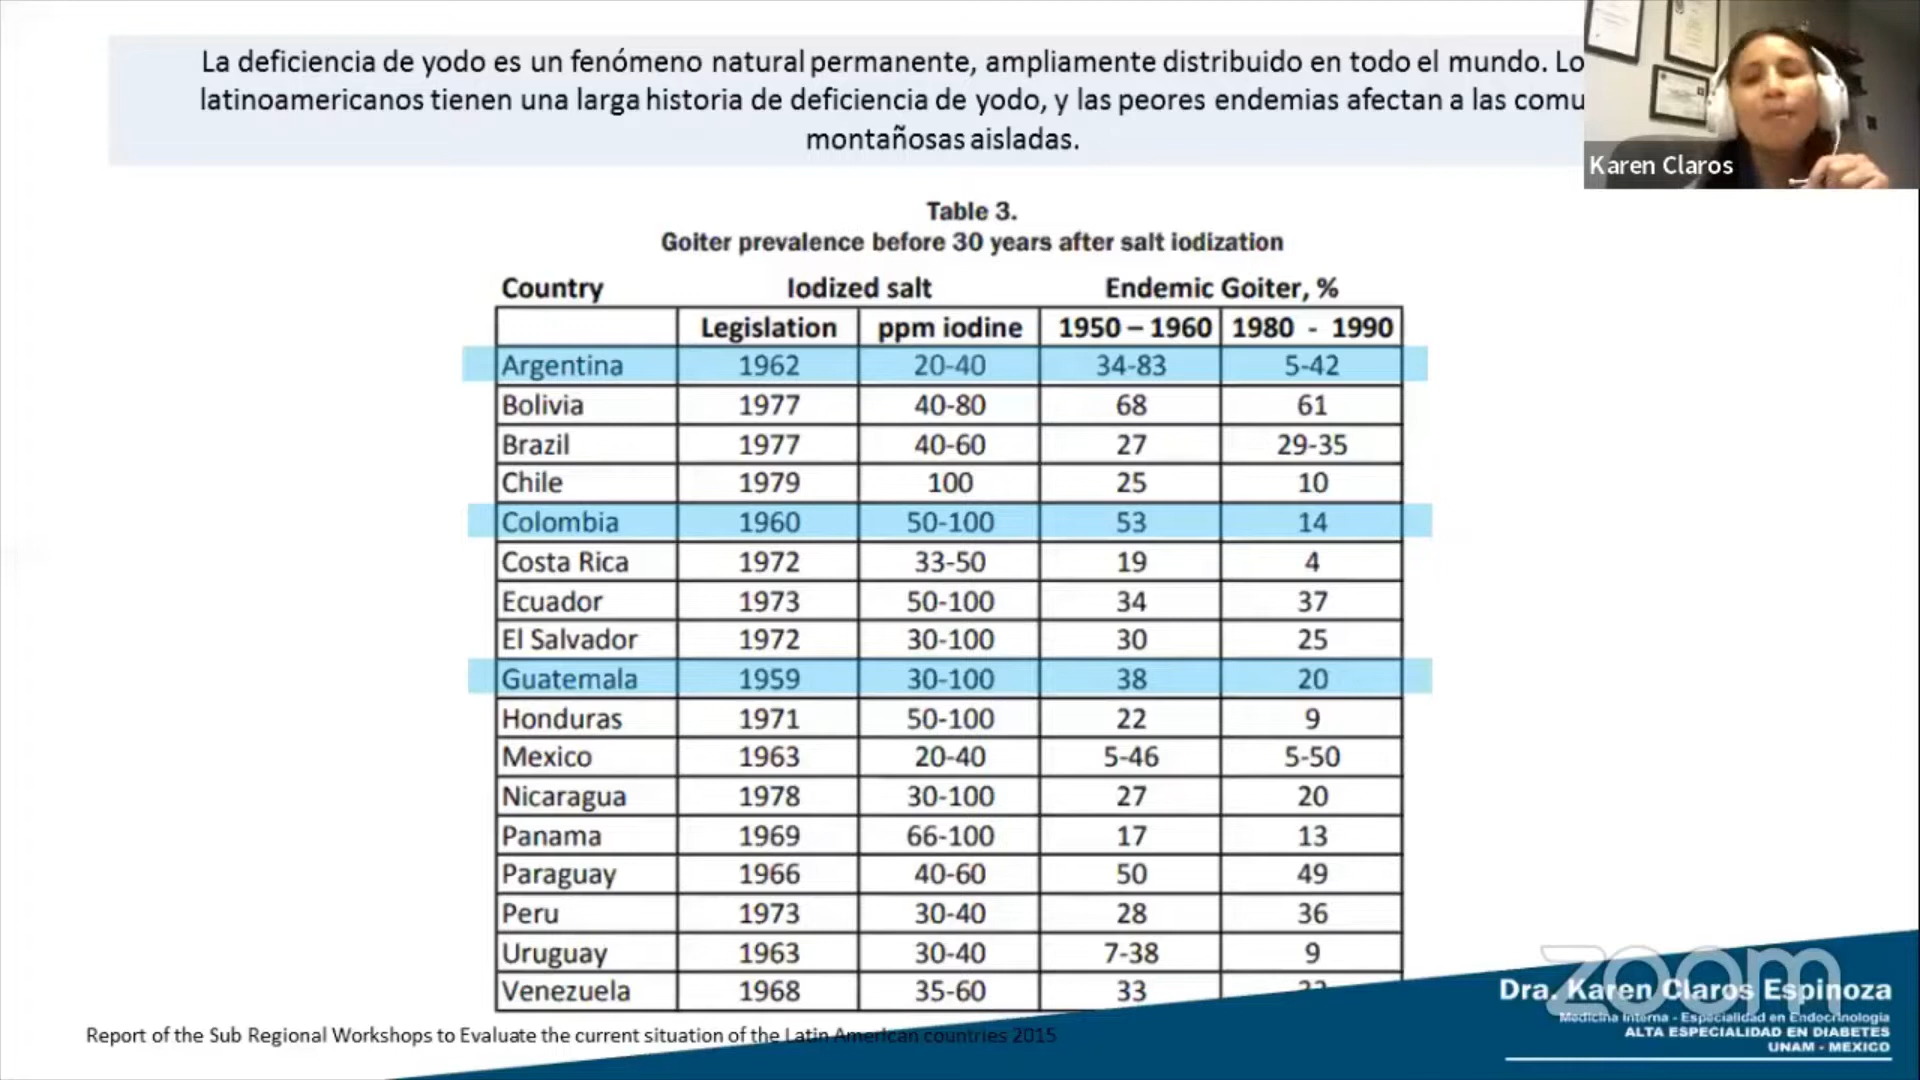 La deficiencia de yodo es un fenómeno natural permanente, ampliamente distribuido en todo el mundo. Lo
latinoamericanos tienen una larga historia de deficiencia de yodo, y las peores endemias afectan a las comu
montañosas aisladas.
Karen Claros
Table 3.
Goiter prevalence before 30 years after salt iodization
Country Iodized salt Endemic Goiter, %
Legislation ppm iodine 1950 – 1960 1980 - 1990
Argentina 1962 20-40 34-83 5-42
Bolivia 1977 40-80 68 61
Brazil 1977 40-60 27 29-35
Chile 1979 100 25 10
Colombia 1960 50-100 53 14
Costa Rica 1972 33-50 19 4
Ecuador 1973 50-100 34 37
El Salvador 1972 30-100 30 25
Guatemala 1959 30-100 38 20
Honduras 1971 50-100 22 9
Mexico 1963 20-40 5-46 5-50
Nicaragua 1978 30-100 27 20
Panama 1969 66-100 17 13
Paraguay 1966 40-60 50 49
Peru 1973 30-40 28 36
Uruguay 1963 30-40 7-38 9
Venezuela 1968 35-60 33
Report of the Sub Regional Workshops to Evaluate the current situation of the Latin American countries 2015
zoom
Dra. Karen Claros Espinoza
Medicina Interna - Especialidad en Endocrinología
ALTA ESPECIALIDAD EN DIABETES
UNAM - MEXICO